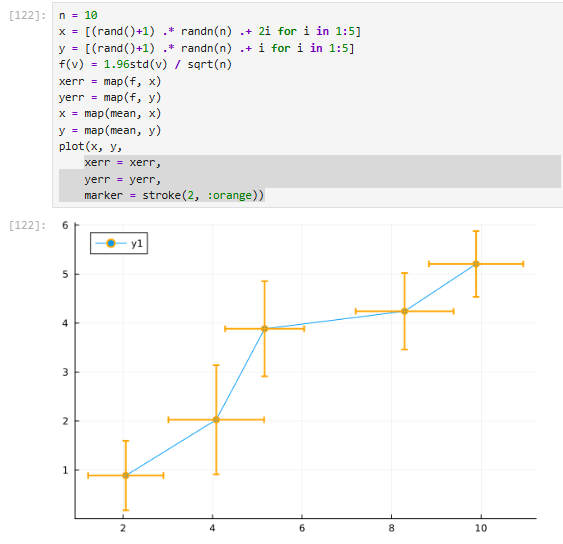 [122]: n = 10
x = [(rand()+1) .* randn(n) .+ 2i for i in 1:5]
y = [(rand()+1) .* randn(n) .+ i for i in 1:5]
f(v) = 1.96std(v) / sqrt(n)
xerr = map(f, x)
yerr = map(f, y)
x = map(mean, x)
y = map(mean, y)
plot(x, y,
    xerr = xerr,
    yerr = yerr,
    marker = stroke(2, :orange))
[122]:
6
y1
5
4
3
2
1
2 4 6 8 10